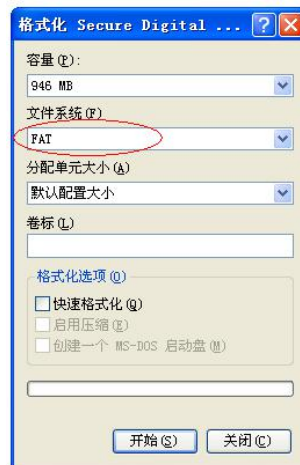 格式化 Secure Digital ...
容量(P):
946 MB
文件系统(F)
FAT
分配单元大小(A)
默认配置大小
卷标(L)
格式化选项(O)
快速格式化(Q)
启用压缩(E)
创建一个 MS-DOS 启动盘(M)
开始(S) 关闭(C)